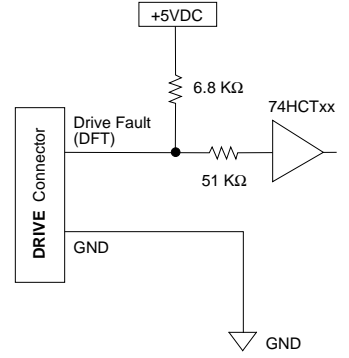 +5VDC
6.8 KΩ
74HCTxx
Drive Fault
(DFT)
51 KΩ
DRIVE Connector
GND
GND